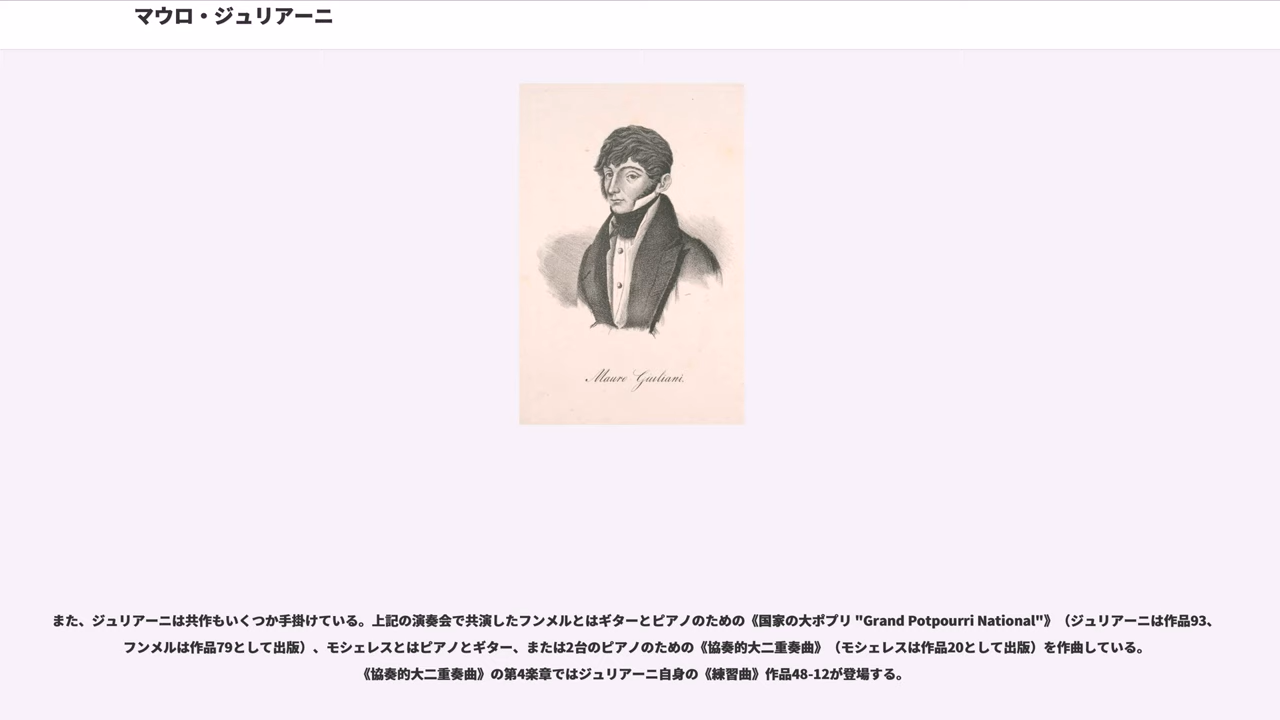 マウロ・ジュリアーニ
Mauro Giuliani.
また、ジュリアーニは共作もいくつか手掛けている。上記の演奏会で共演したフンメルとはギターとピアノのための《国家の大ポプリ "Grand Potpourri National"》（ジュリアーニは作品93、
フンメルは作品79として出版）、モシェレスとはピアノとギター、または2台のピアノのための《協奏的大二重奏曲》（モシェレスは作品20として出版）を作曲している。
《協奏的大二重奏曲》の第4楽章ではジュリアーニ自身の《練習曲》作品48-12が登場する。